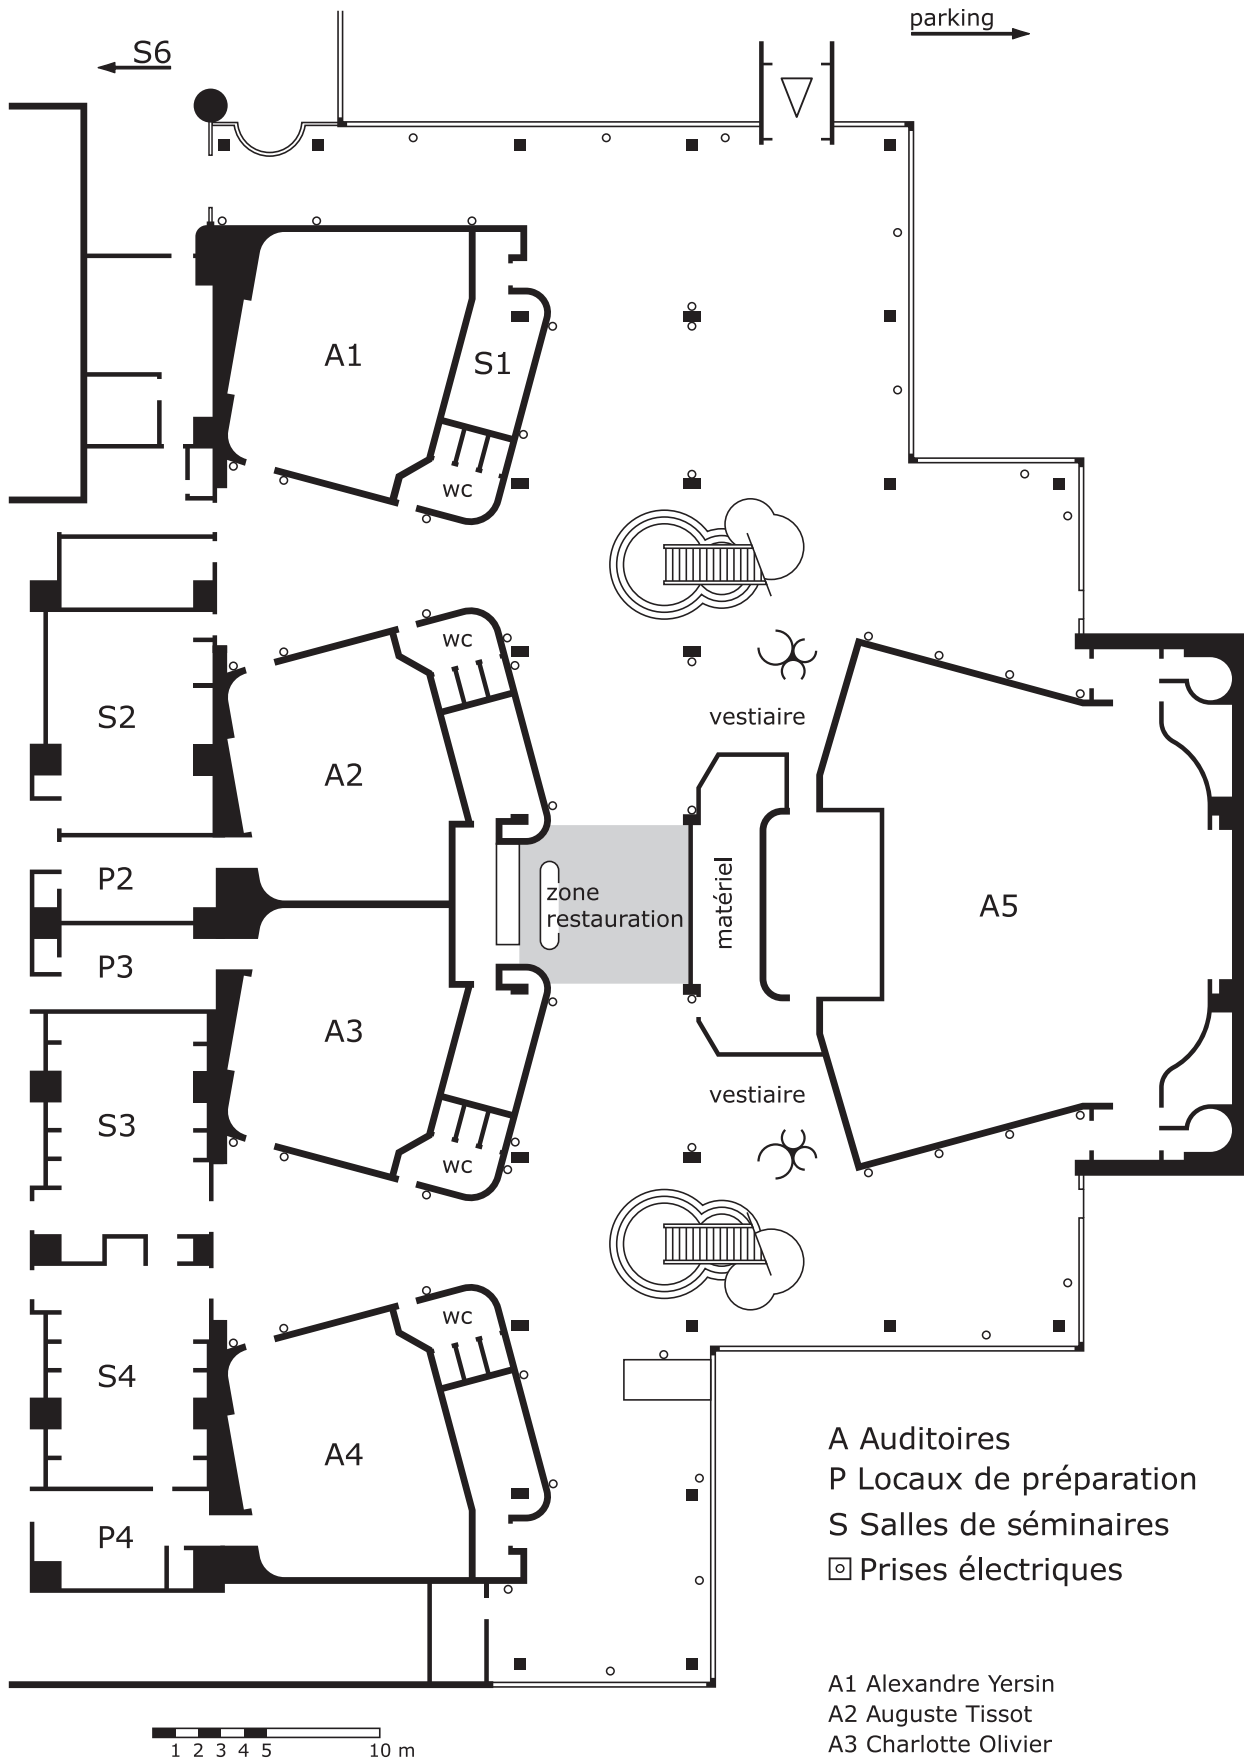 parking
S6
A1
S1
wc
wc
vestiaire
S2
A2
P2
zone
restauration
matériel
A5
P3
A3
vestiaire
S3
wc
wc
S4
A4
P4
A Auditoires
P Locaux de préparation
S Salles de séminaires
Prises électriques
A1 Alexandre Yersin
A2 Auguste Tissot
A3 Charlotte Olivier
1 2 3 4 5 10 m